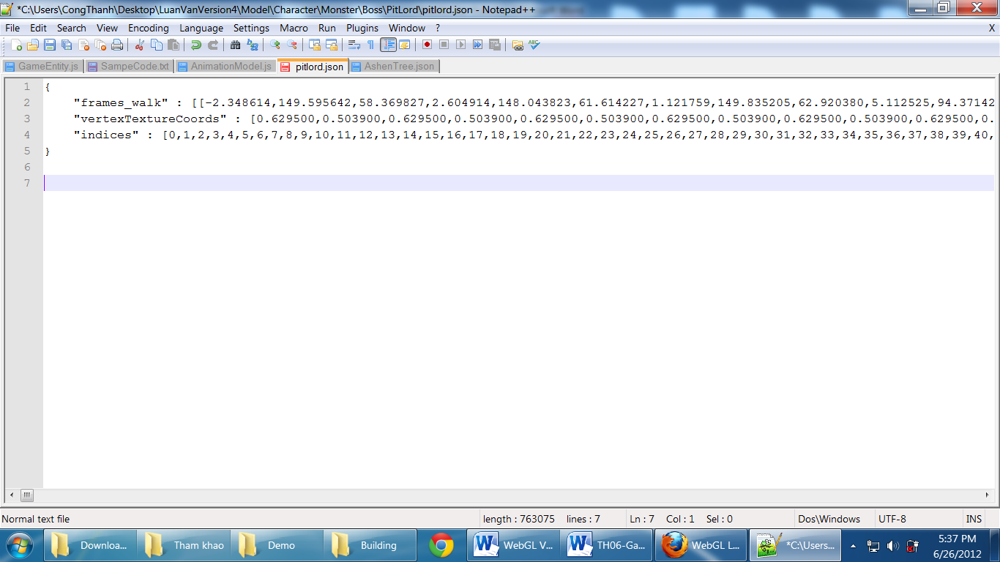 *C:\Users\CongThanh\Desktop\LuanVanVersion4\Model\Character\Monster\Boss\PitLord\pitlord.json - Notepad++
File Edit Search View Encoding Language Settings Macro Run Plugins Window ? X
GameEntity.js SampeCode.txt AnimationModel.js pitlord.json AshenTree.json
1 {
2 "frames_walk" : [[-2.348614,149.595642,58.369827,2.604914,148.043823,61.614227,1.121759,149.835205,62.920380,5.112525,94.37142
3 "vertexTextureCoords" : [0.629500,0.503900,0.629500,0.503900,0.629500,0.503900,0.629500,0.503900,0.629500,0.503900,0.629500,0.
4 "indices" : [0,1,2,3,4,5,6,7,8,9,10,11,12,13,14,15,16,17,18,19,20,21,22,23,24,25,26,27,28,29,30,31,32,33,34,35,36,37,38,39,40,
5 }
6
7
Normal text file length : 763075 lines : 7 Ln : 7 Col : 1 Sel : 0 Dos\Windows UTF-8 INS
Downloa... Tham khao Demo Building WebGL V... TH06-Ga... WebGL L... *C:\Users... 5:37 PM
6/26/2012